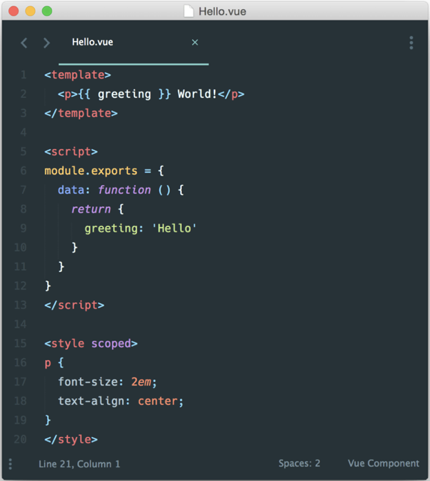 Hello.vue
Hello.vue ×
1 <template>
2   <p>{{ greeting }} World!</p>
3 </template>
4
5 <script>
6 module.exports = {
7   data: function () {
8     return {
9       greeting: 'Hello'
10     }
11   }
12 }
13 </script>
14
15 <style scoped>
16 p {
17   font-size: 2em;
18   text-align: center;
19 }
20 </style>
Line 21, Column 1 Spaces: 2 Vue Component